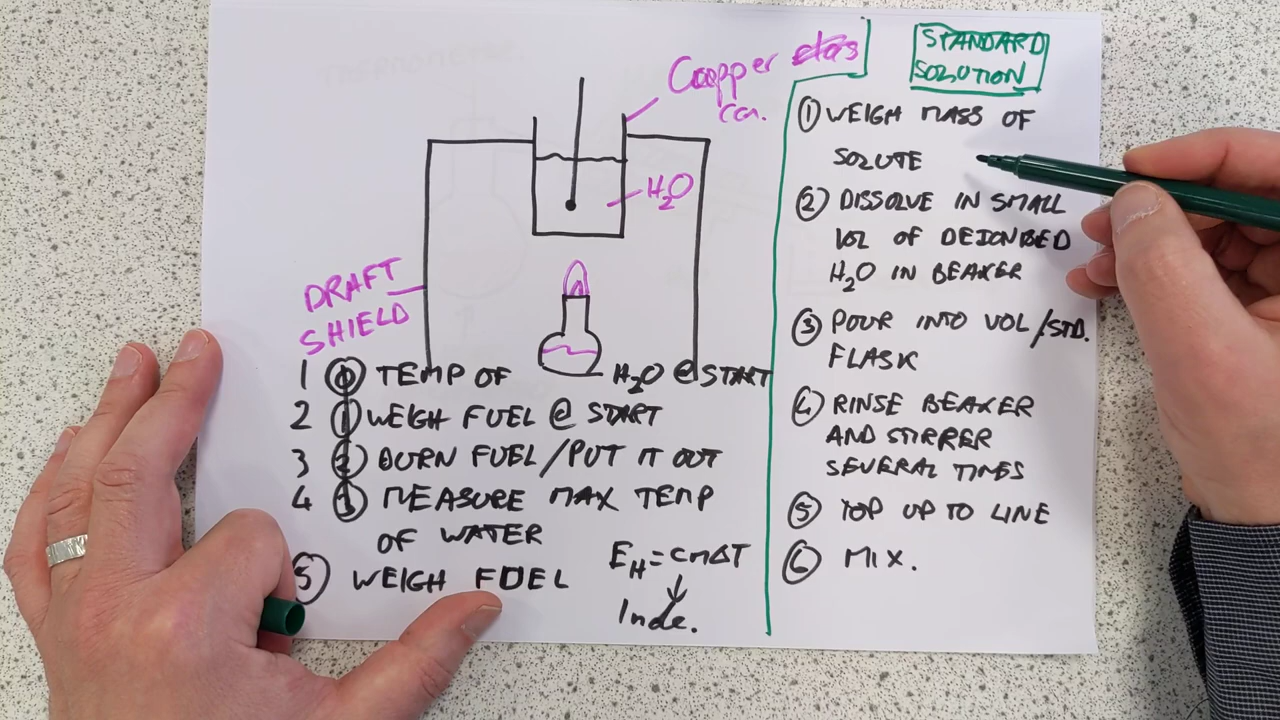 Copper
can.
H₂O
DRAFT
SHIELD
1 TEMP OF H₂O @ START
2 1 WEIGH FUEL @ START
3 2 BURN FUEL/PUT IT OUT
4 3 MEASURE MAX TEMP
OF WATER
5 WEIGH FUEL
E_H = cmΔT
↓
Inde.
STANDARD
SOLUTION
1 WEIGH MASS OF
SOLUTE
2 DISSOLVE IN SMALL
VOL OF DEIONISED
H₂O IN BEAKER
3 POUR INTO VOL/STD.
FLASK
4 RINSE BEAKER
AND STIRRER
SEVERAL TIMES
5 TOP UP TO LINE
6 MIX.